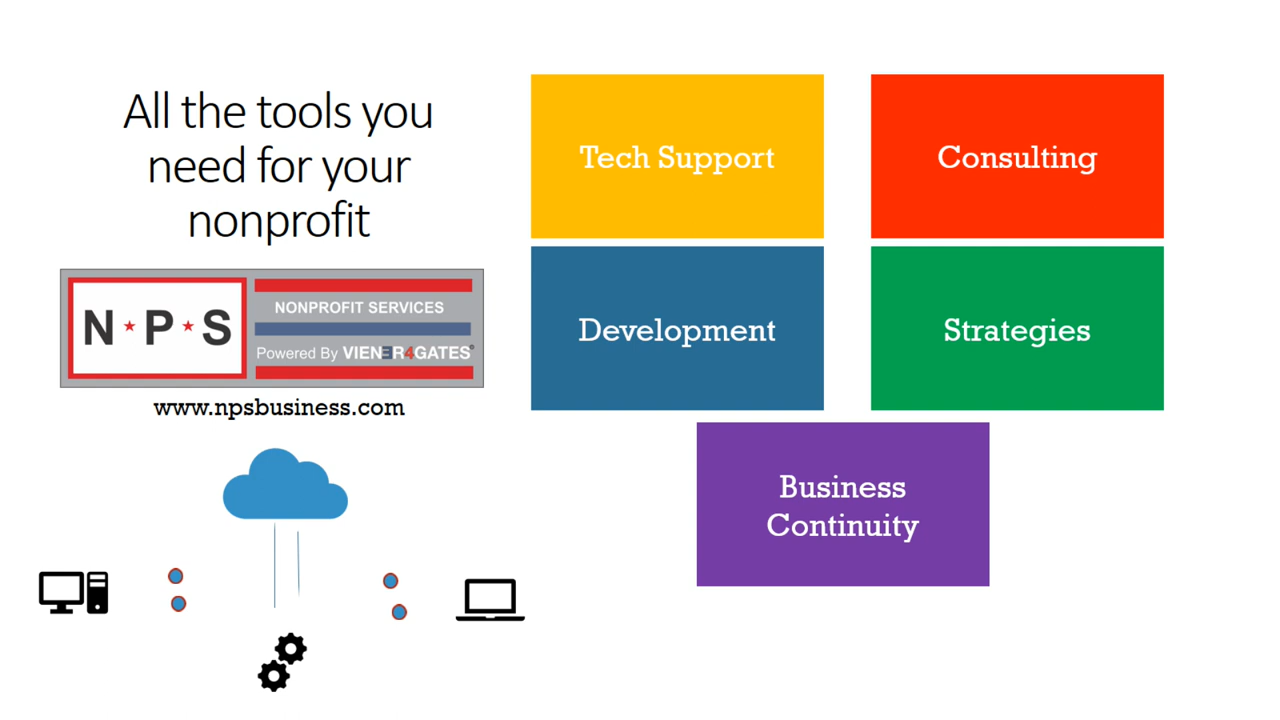 All the tools you
need for your
nonprofit
N★P★S
NONPROFIT SERVICES
Powered By VIENER4GATES®
www.npsbusiness.com
Tech Support
Consulting
Development
Strategies
Business
Continuity